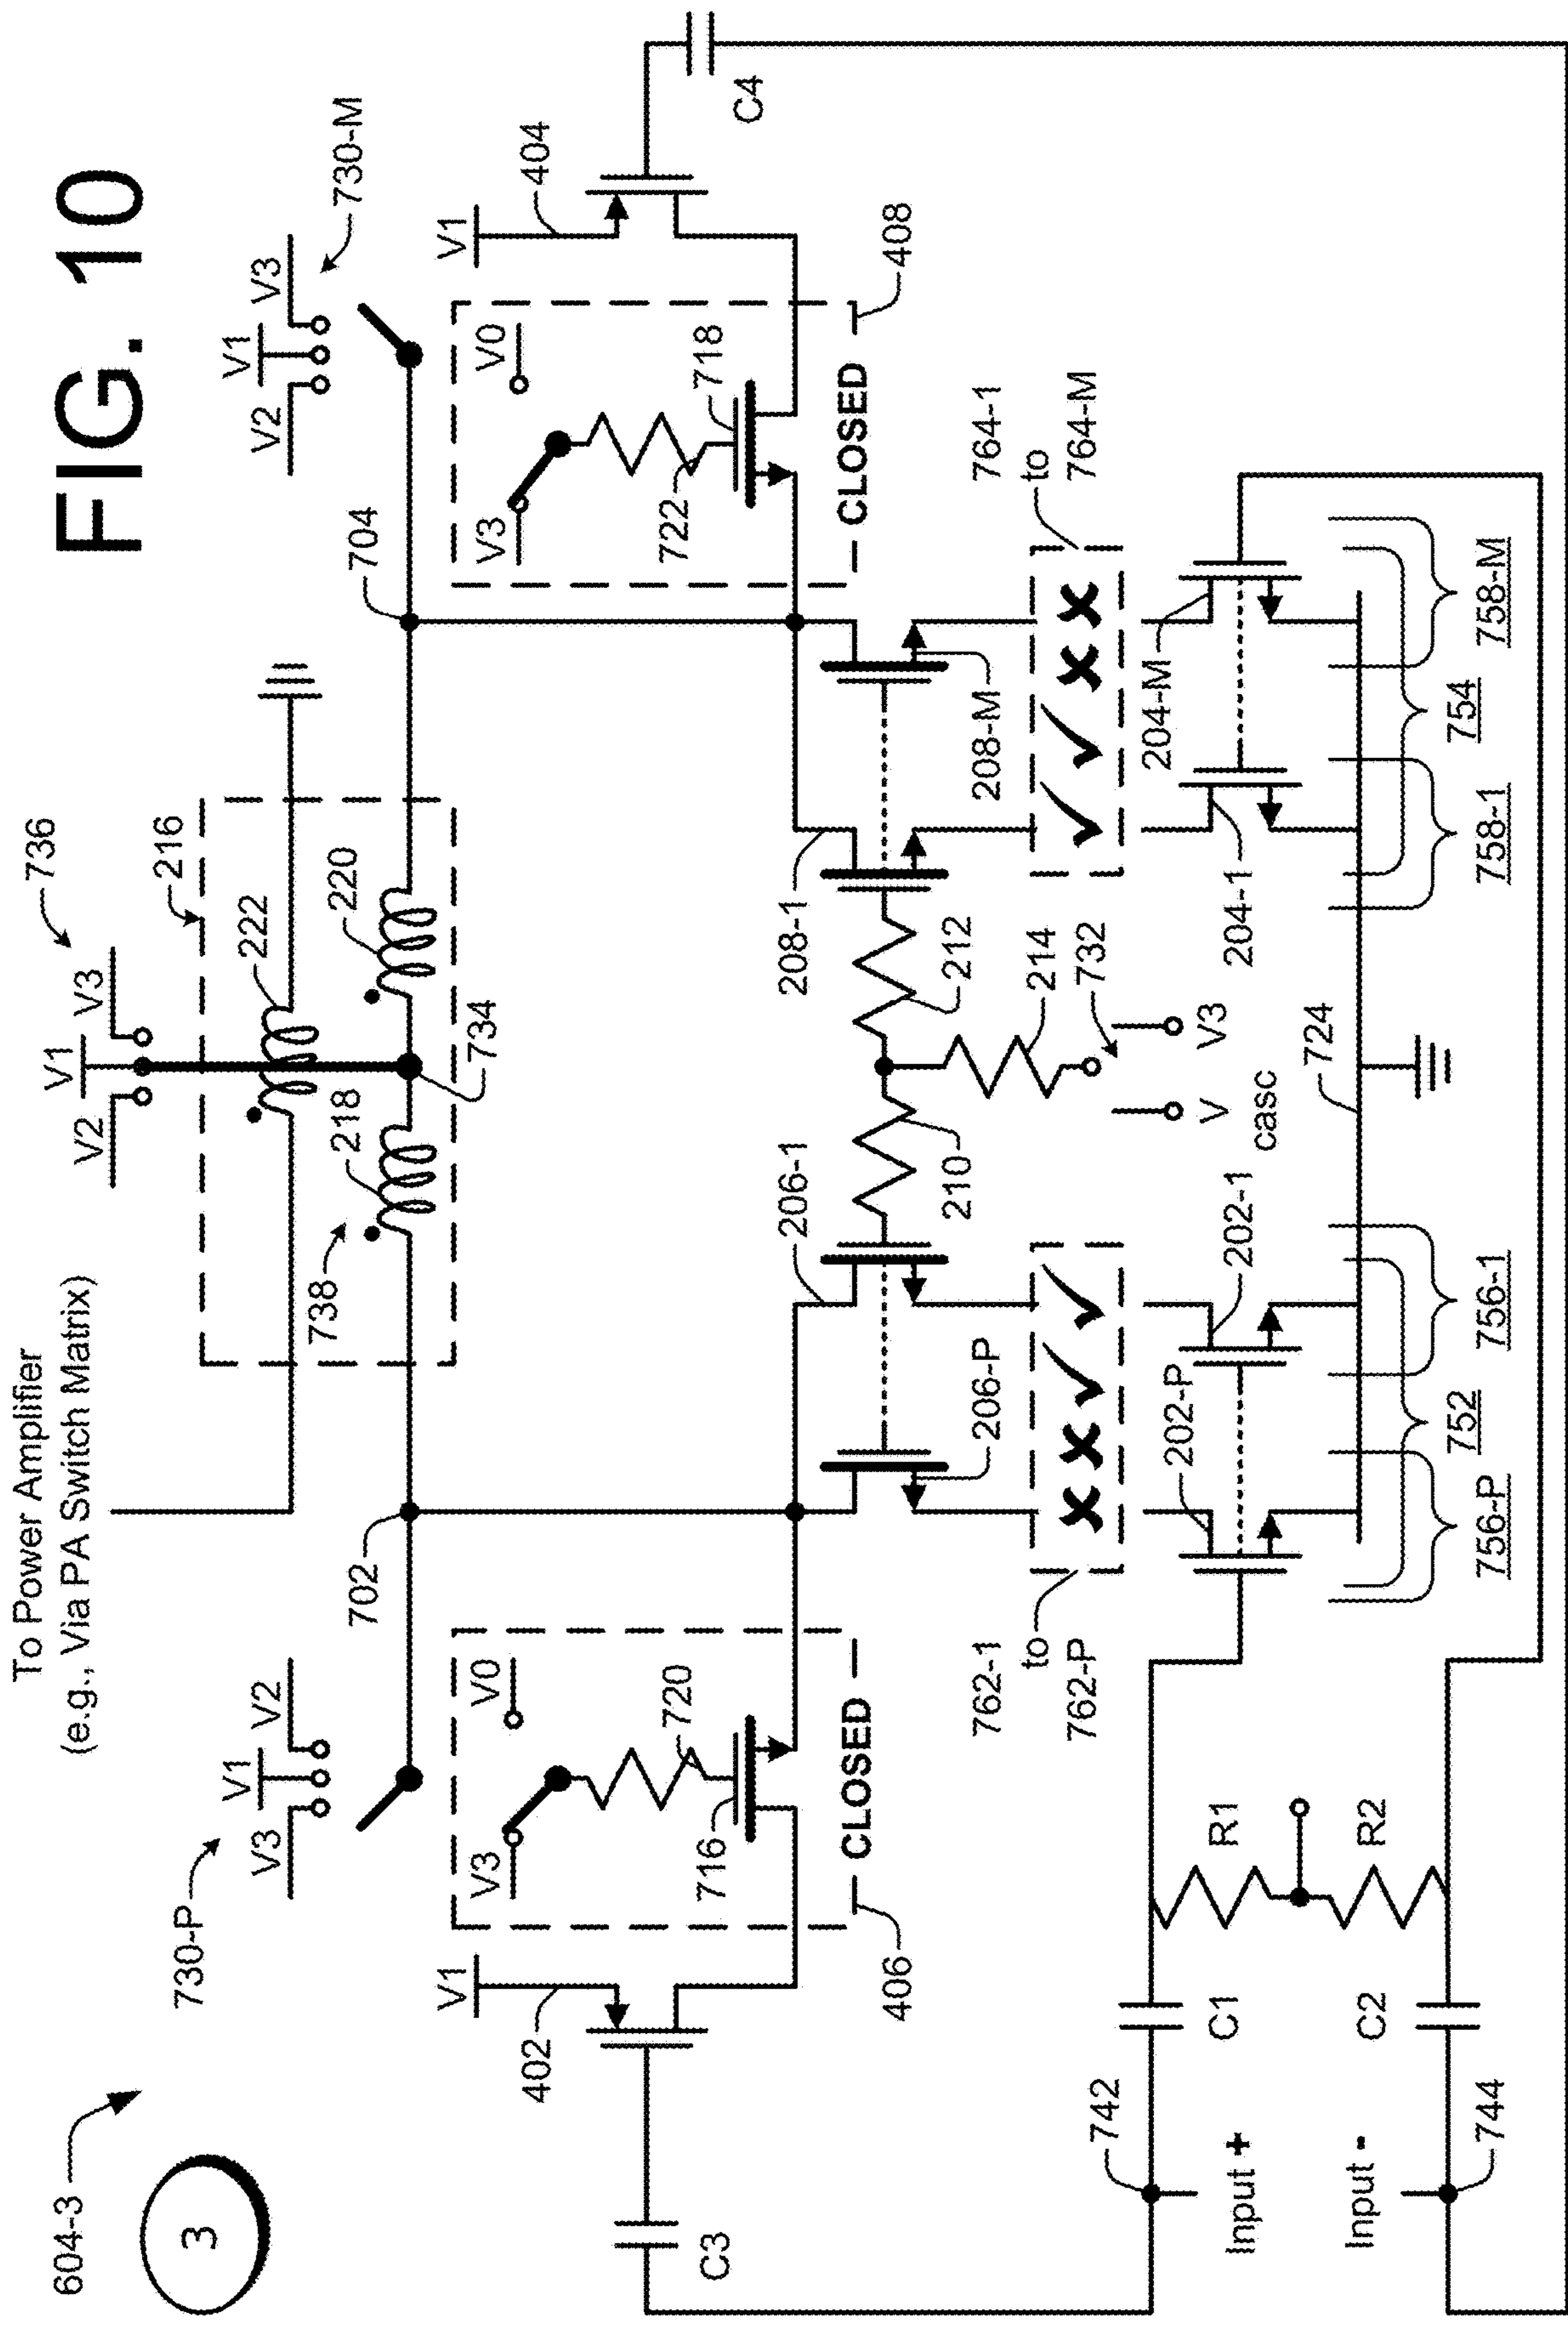 FIG. 10
604-3
3
To Power Amplifier
(e.g., Via PA Switch Matrix)
736
V2
V1
V3
216
730-P
V3
V1
V2
222
730-M
V2
V1
V3
738
218
220
702
734
704
V1
402
V3
V0
720
716
CLOSED
406
V3
V0
722
718
CLOSED
408
V1
404
C3
C4
206-1
208-1
210
212
206-P
208-M
214
732
V
casc
V3
762-1
to
762-P
764-1
to
764-M
742
Input +
C1
R1
202-P
202-1
724
204-1
204-M
Input -
744
C2
R2
756-P
752
756-1
758-1
754
758-M